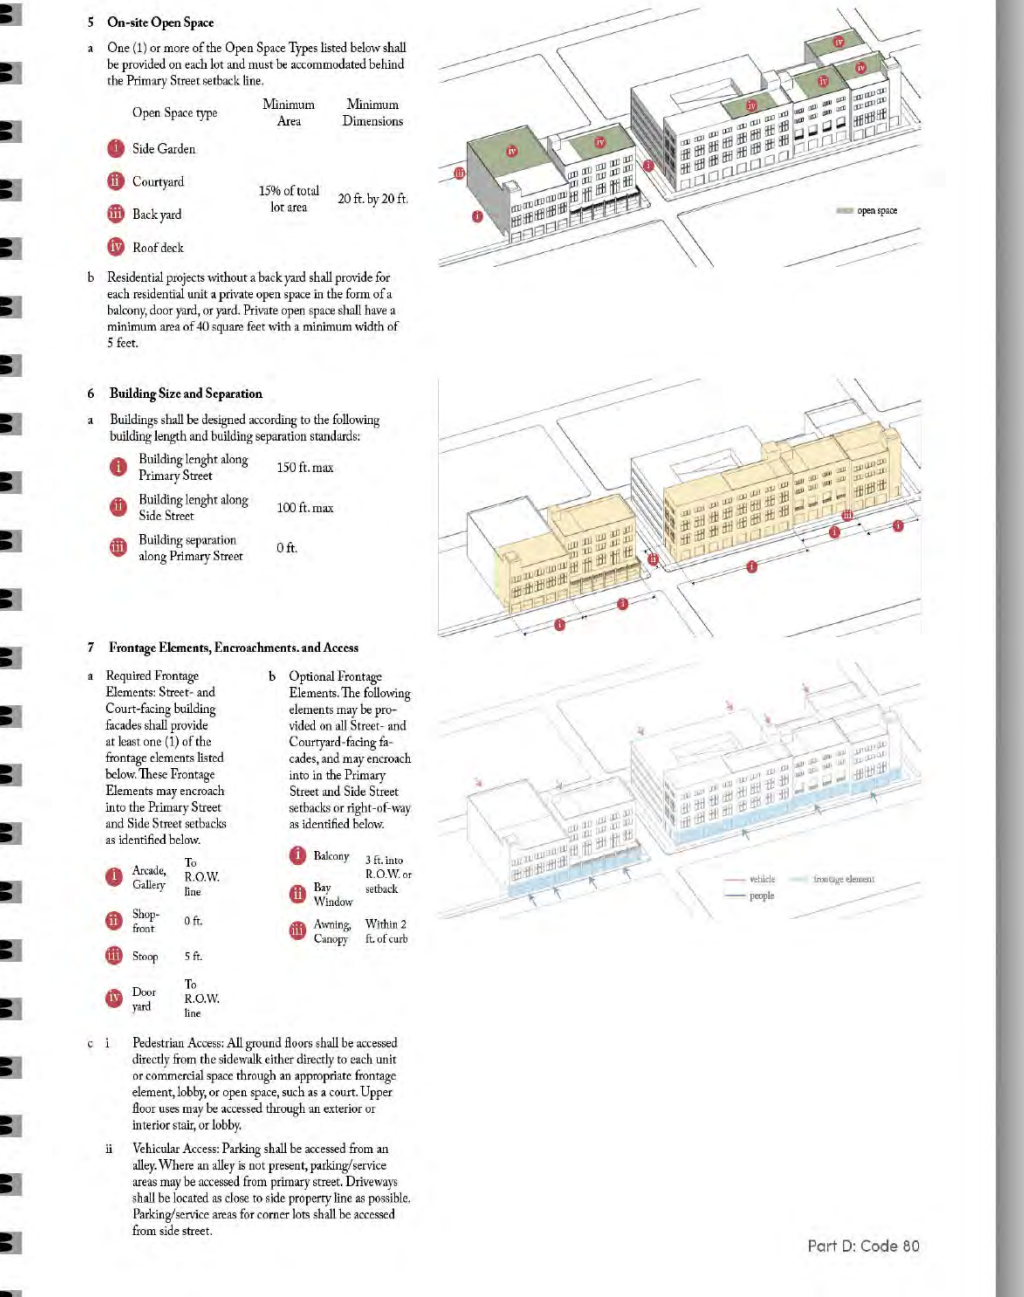 5 On-site Open Space
a One (1) or more of the Open Space Types listed below shall
be provided on each lot and must be accommodated behind
the Primary Street setback line.
Open Space type Minimum Area Minimum Dimensions
i Side Garden
ii Courtyard
15% of total lot area 20 ft. by 20 ft.
iii Back yard
iv Roof deck
b Residential projects without a back yard shall provide for
each residential unit a private open space in the form of a
balcony, door yard, or yard. Private open space shall have a
minimum area of 40 square feet with a minimum width of
5 feet.
iv
iv
iv
iv
iv
iv
iii
i
i
open space
6 Building Size and Separation
a Buildings shall be designed according to the following
building length and building separation standards:
i Building lenght along
Primary Street 150 ft. max
ii Building lenght along
Side Street 100 ft. max
iii Building separation
along Primary Street 0 ft.
iii
i
i
ii
i
i
i
7 Frontage Elements, Encroachments. and Access
a Required Frontage
Elements: Street- and
Court-facing building
facades shall provide
at least one (1) of the
frontage elements listed
below. These Frontage
Elements may encroach
into the Primary Street
and Side Street setbacks
as identified below.
i Arcade, Gallery To R.O.W. line
ii Shop-
front 0 ft.
iii Stoop 5 ft.
iv Door yard To R.O.W. line
b Optional Frontage
Elements. The following
elements may be pro-
vided on all Street- and
Courtyard-facing fa-
cades, and may encroach
into in the Primary
Street and Side Street
setbacks or right-of-way
as identified below.
i Balcony 3 ft. into
R.O.W. or
setback
ii Bay
Window
iii Awning, Within 2
Canopy ft. of curb
vehicle frontage element
people
c i Pedestrian Access: All ground floors shall be accessed
directly from the sidewalk either directly to each unit
or commercial space through an appropriate frontage
element, lobby, or open space, such as a court. Upper
floor uses may be accessed through an exterior or
interior stair, or lobby.
ii Vehicular Access: Parking shall be accessed from an
alley. Where an alley is not present, parking/service
areas may be accessed from primary street. Driveways
shall be located as close to side property line as possible.
Parking/service areas for corner lots shall be accessed
from side street.
Part D: Code 80